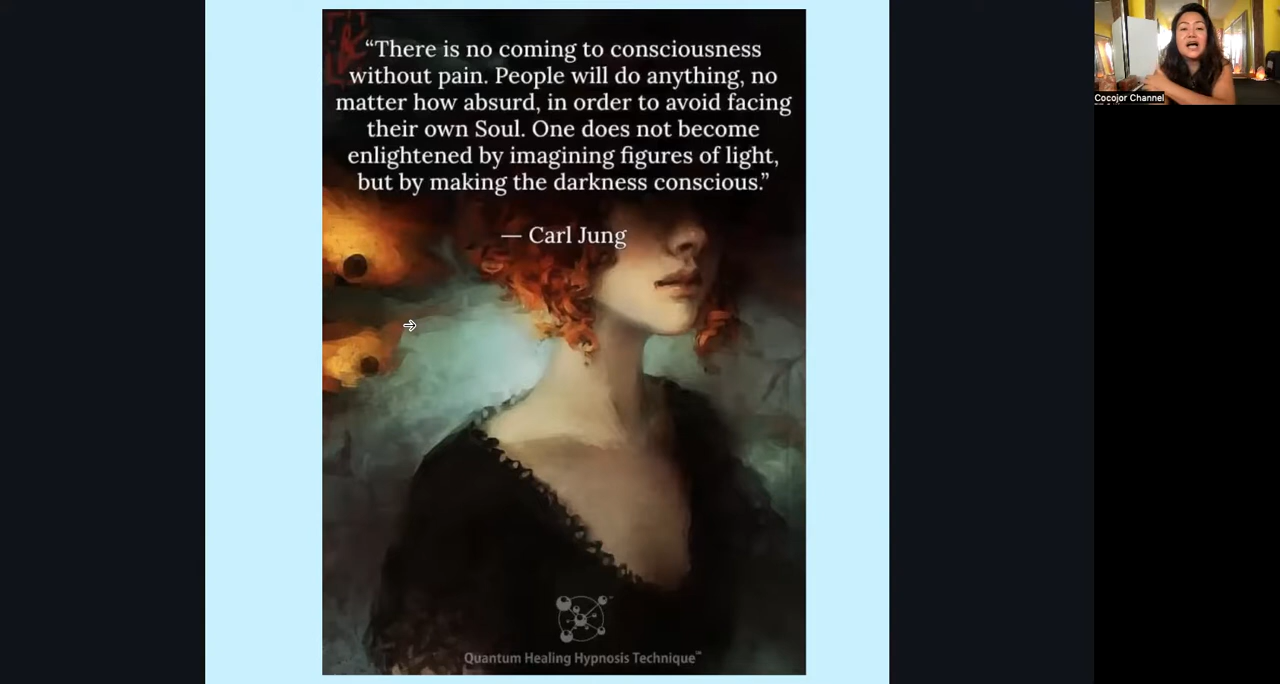 “There is no coming to consciousness
without pain. People will do anything, no
matter how absurd, in order to avoid facing
their own Soul. One does not become
enlightened by imagining figures of light,
but by making the darkness conscious.”
— Carl Jung
Quantum Healing Hypnosis Technique™
Cocojor Channel